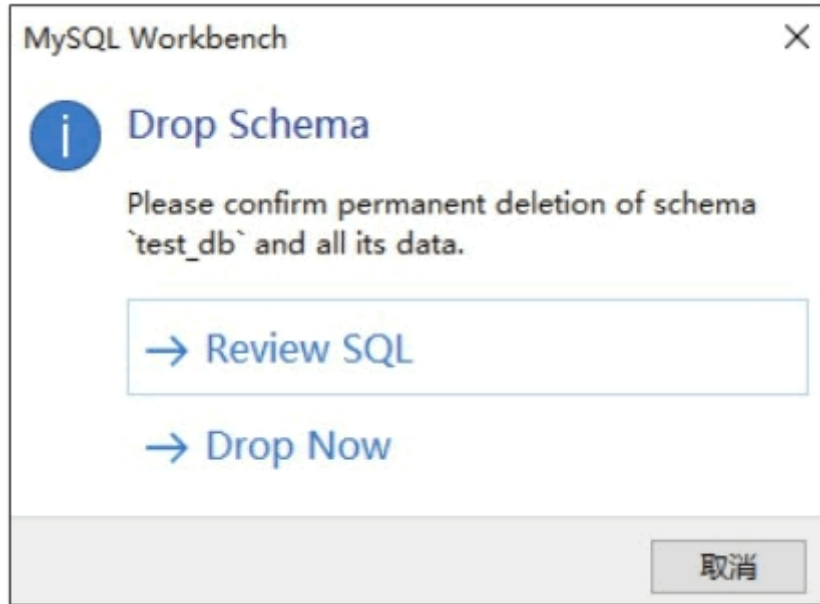 MySQL Workbench
Drop Schema
Please confirm permanent deletion of schema
`test_db` and all its data.
→ Review SQL
→ Drop Now
取消